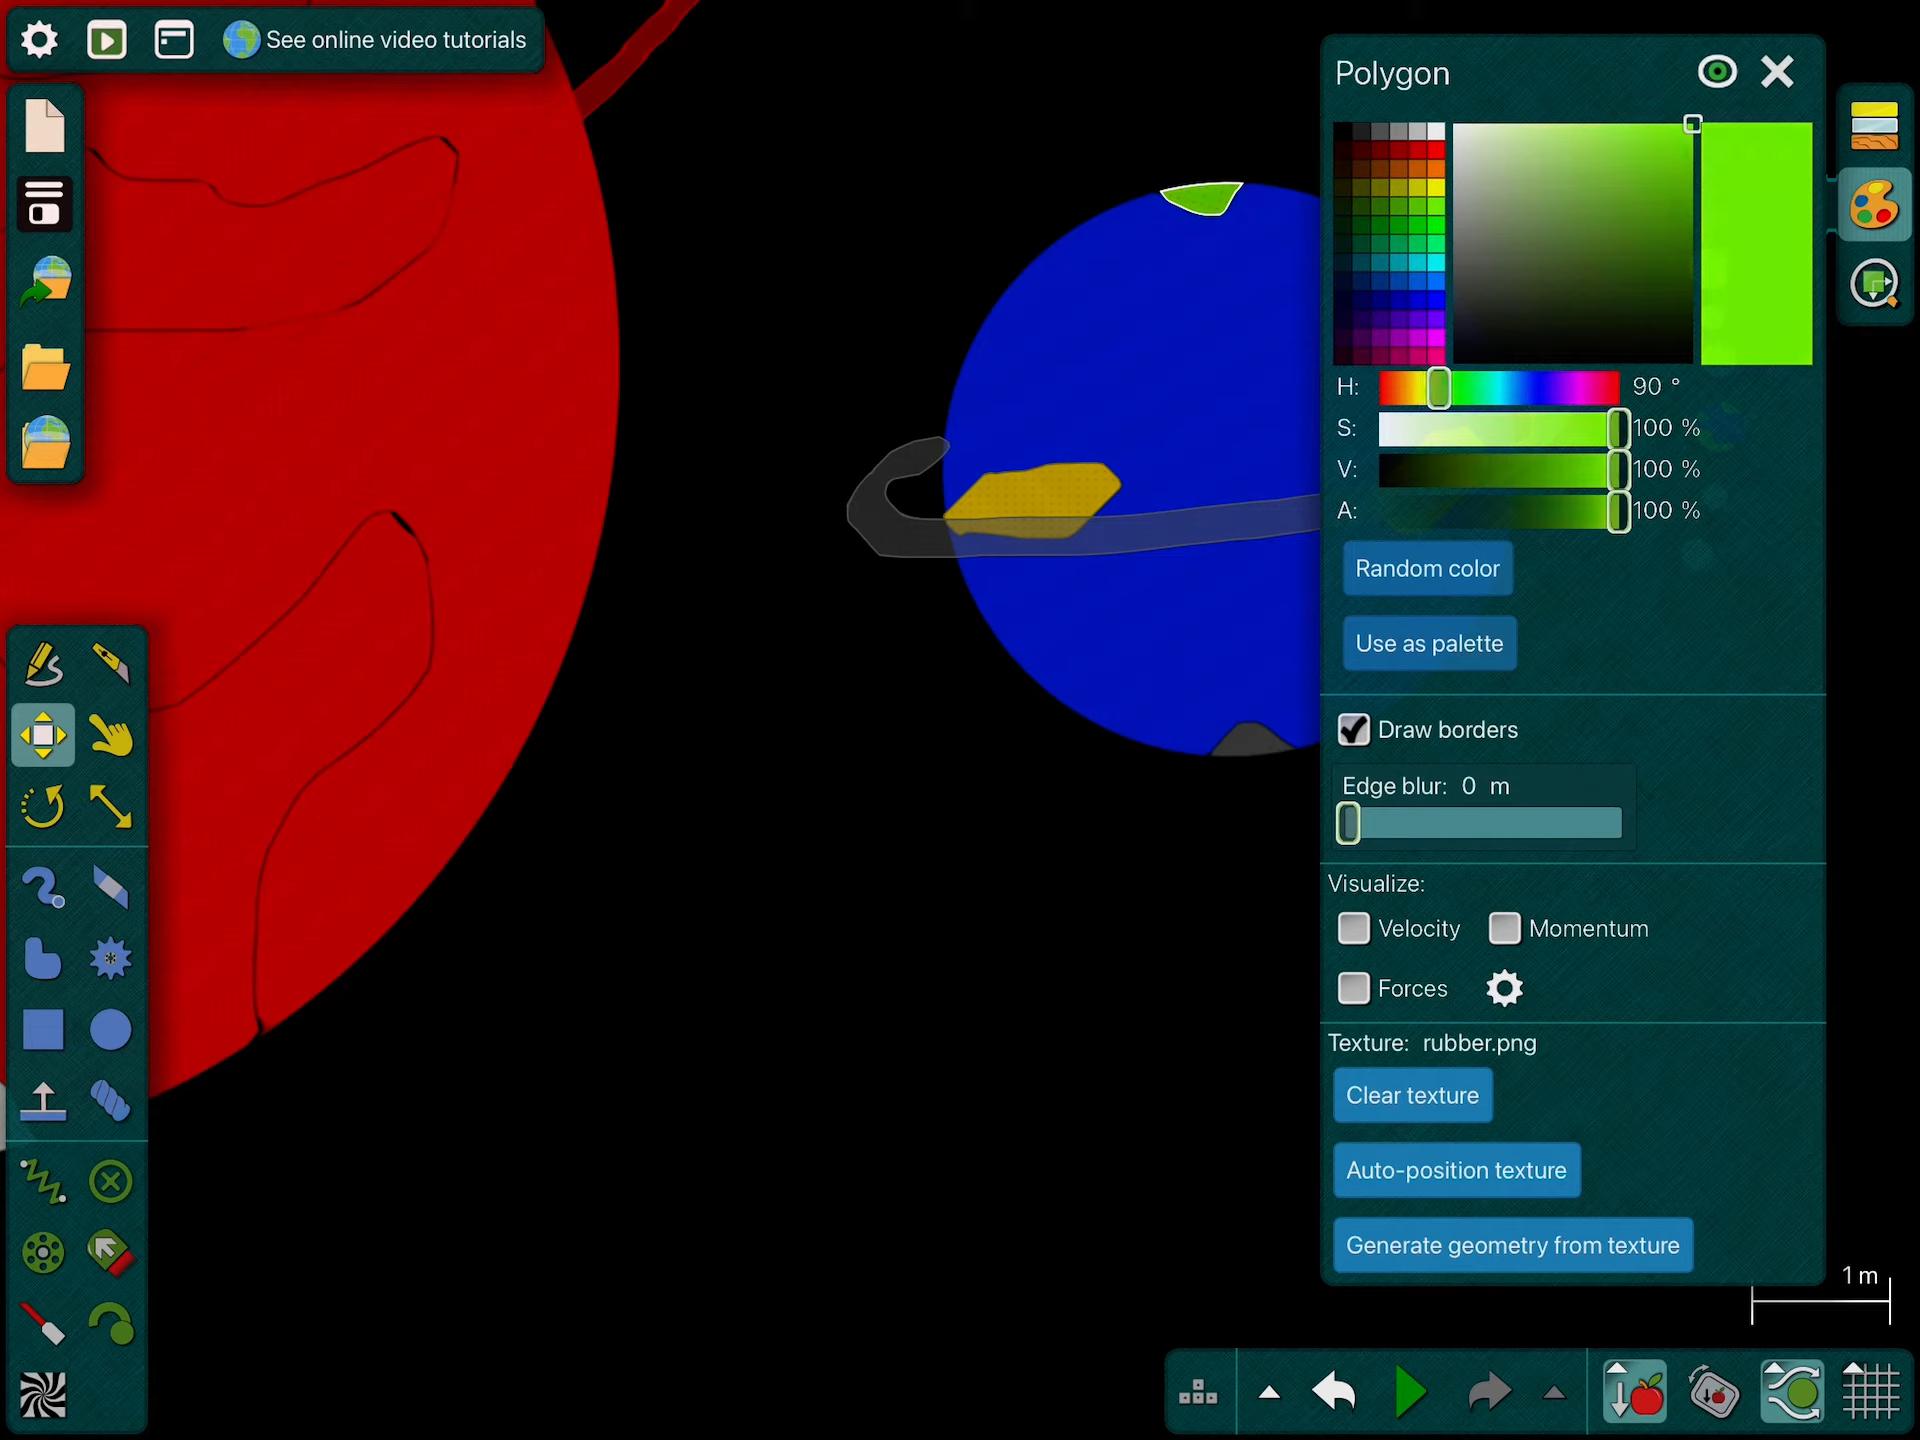 See online video tutorials
Polygon
H: 90 °
S: 100 %
V: 100 %
A: 100 %
Random color
Use as palette
Draw borders
Edge blur: 0 m
Visualize:
Velocity Momentum
Forces
Texture: rubber.png
Clear texture
Auto-position texture
Generate geometry from texture
1 m